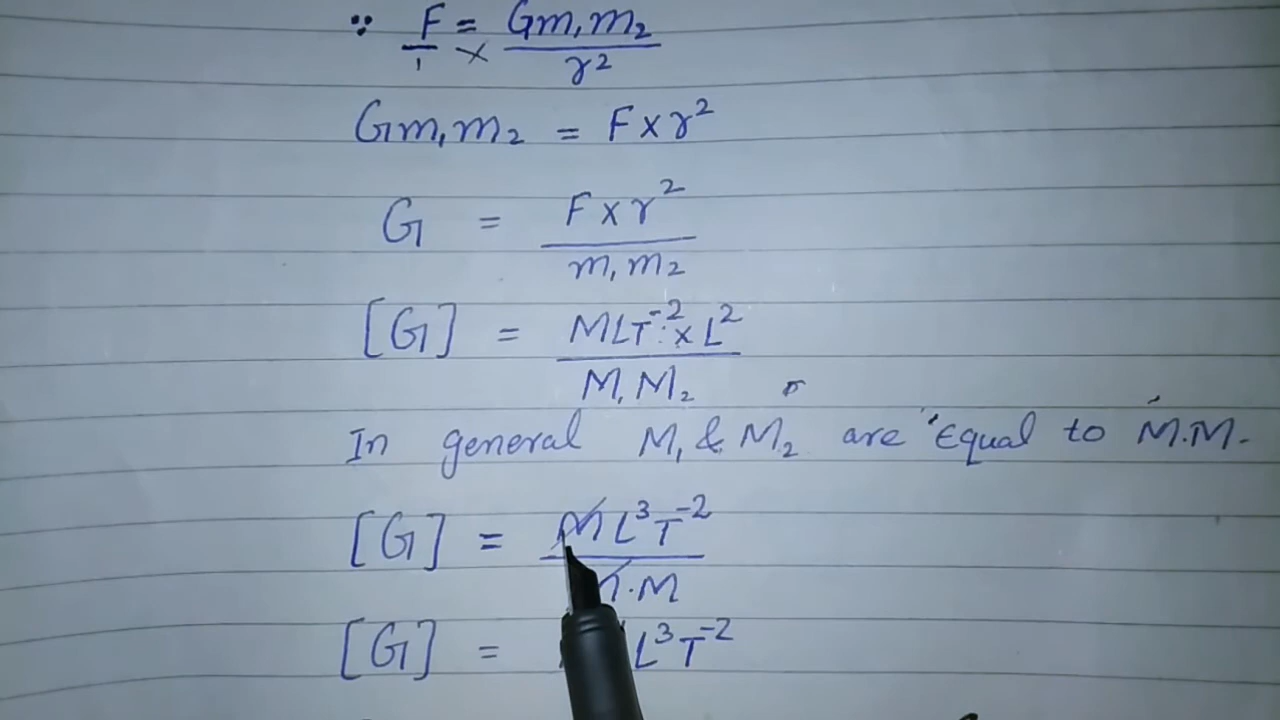 ∵ F/1 = Gm₁m₂/r²
Gm₁m₂ = F×r²
G = F×r²/m₁m₂
[G] = MLT⁻²×L²/M₁M₂
In general M₁ & M₂ are Equal to M.M.
[G] = ML³T⁻²/M.M
[G] = L³T⁻²